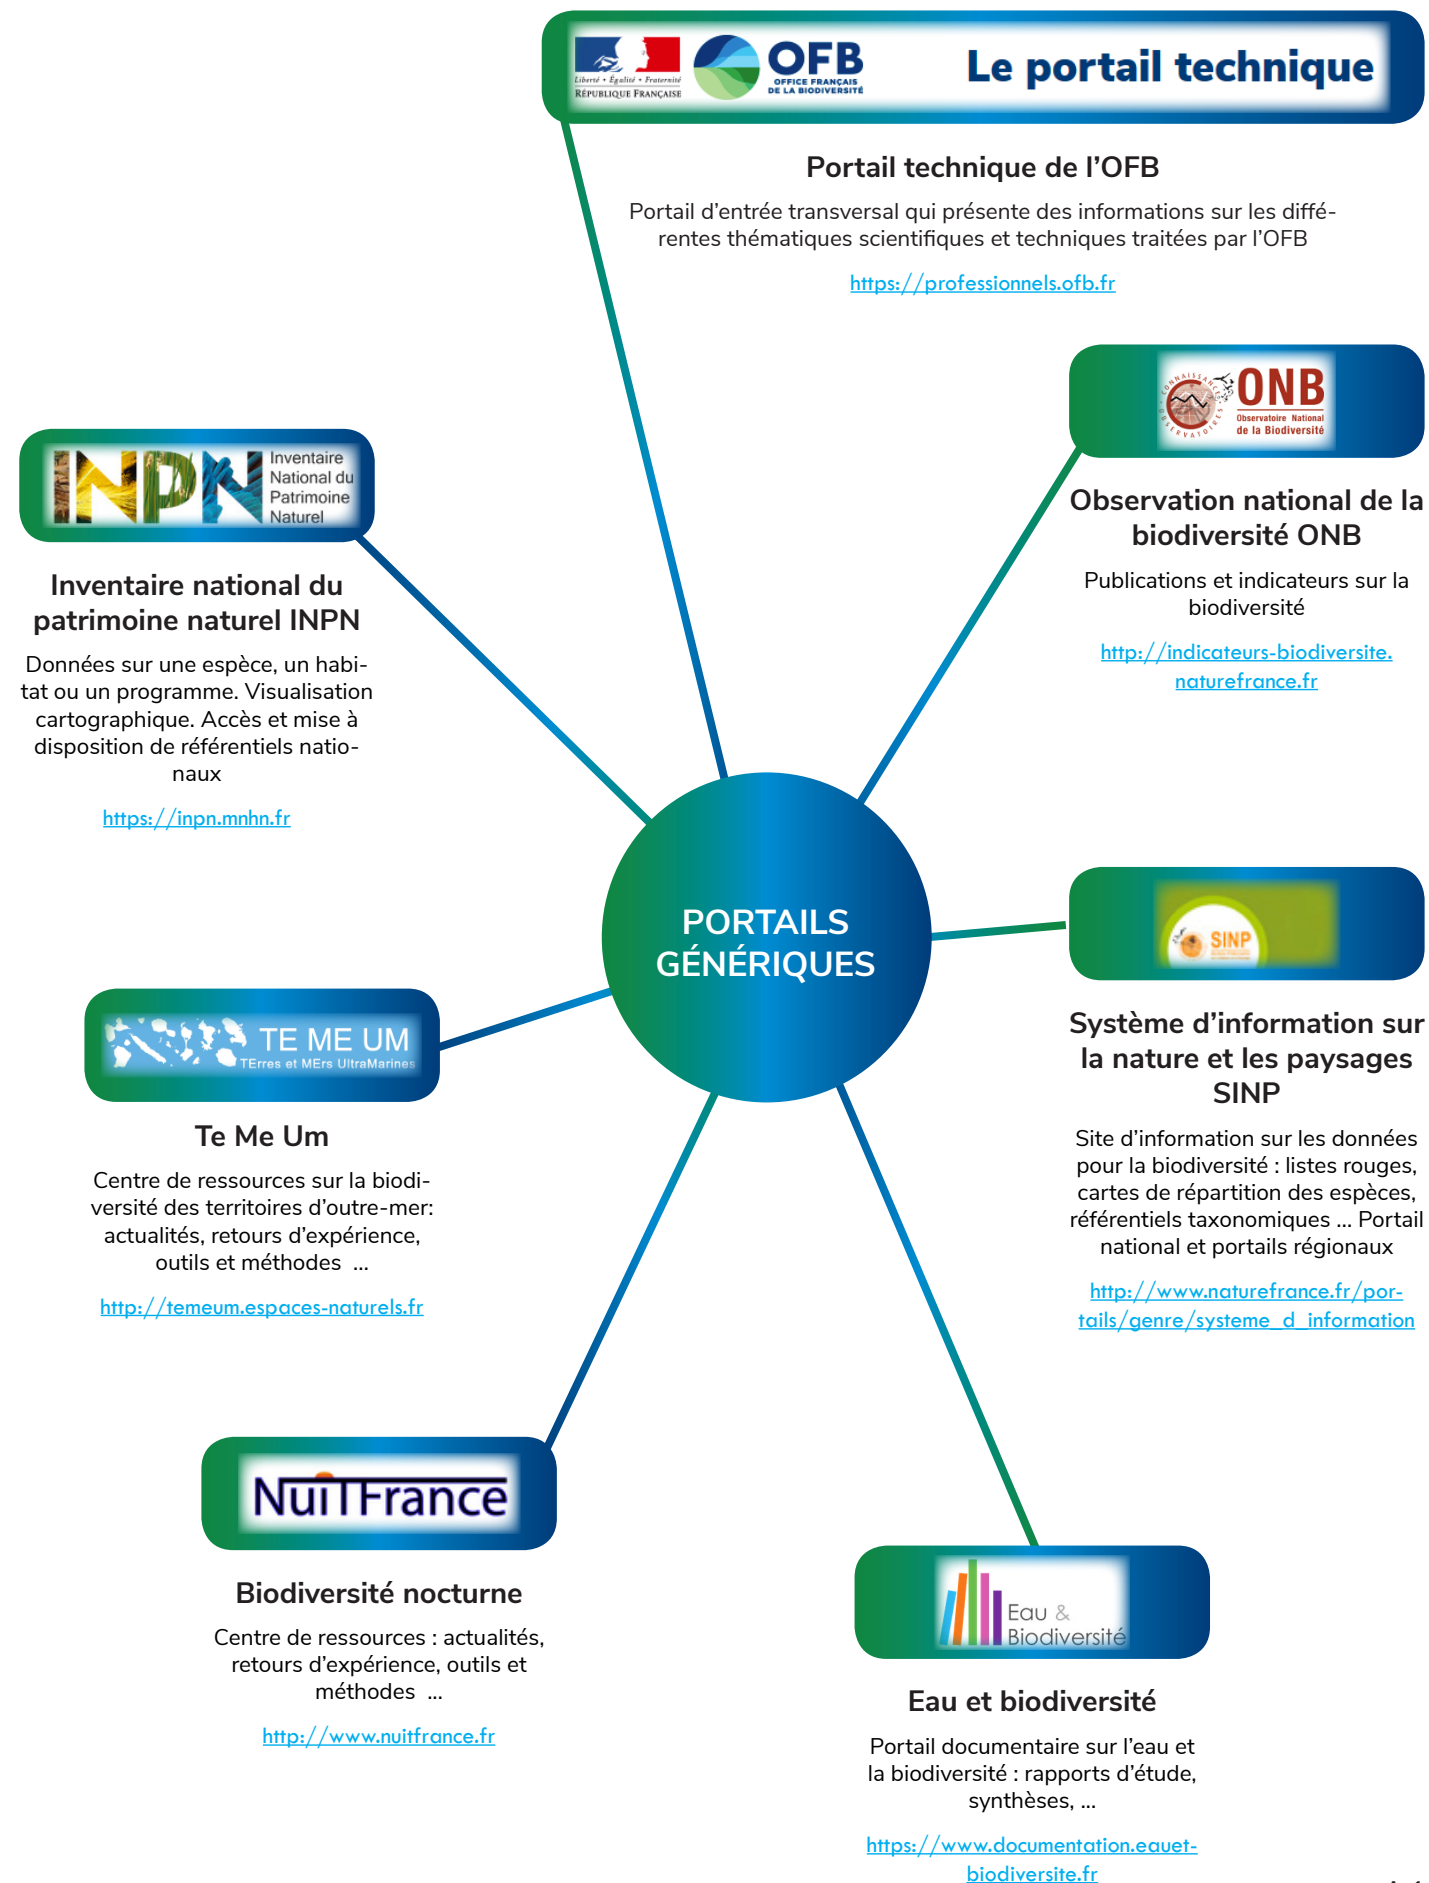 Liberté • Égalité • Fraternité
RÉPUBLIQUE FRANÇAISE
OFB
OFFICE FRANÇAIS
DE LA BIODIVERSITÉ
Le portail technique
Portail technique de l’OFB
Portail d’entrée transversal qui présente des informations sur les diffé-
rentes thématiques scientifiques et techniques traitées par l’OFB
https://professionnels.ofb.fr
CONNAISSANCES
OBSERVATOIRES
ONB
Observatoire National
de la Biodiversité
Observation national de la
biodiversité ONB
Publications et indicateurs sur la
biodiversité
http://indicateurs-biodiversite.
naturefrance.fr
INPN
Inventaire
National du
Patrimoine
Naturel
Inventaire national du
patrimoine naturel INPN
Données sur une espèce, un habi-
tat ou un programme. Visualisation
cartographique. Accès et mise à
disposition de référentiels natio-
naux
https://inpn.mnhn.fr
PORTAILS
GÉNÉRIQUES
SINP
Système d’information sur
la nature et les paysages
SINP
Site d’information sur les données
pour la biodiversité : listes rouges,
cartes de répartition des espèces,
référentiels taxonomiques ... Portail
national et portails régionaux
http://www.naturefrance.fr/por-
tails/genre/systeme_d_information
TE ME UM
TErres et MErs UltraMarines
Te Me Um
Centre de ressources sur la biodi-
versité des territoires d’outre-mer:
actualités, retours d’expérience,
outils et méthodes  ...
http://temeum.espaces-naturels.fr
NuiTFrance
Biodiversité nocturne
Centre de ressources : actualités,
retours d’expérience, outils et
méthodes  ...
http://www.nuitfrance.fr
Eau &
Biodiversité
Eau et biodiversité
Portail documentaire sur l’eau et
la biodiversité : rapports d’étude,
synthèses, ...
https://www.documentation.eauet-
biodiversite.fr